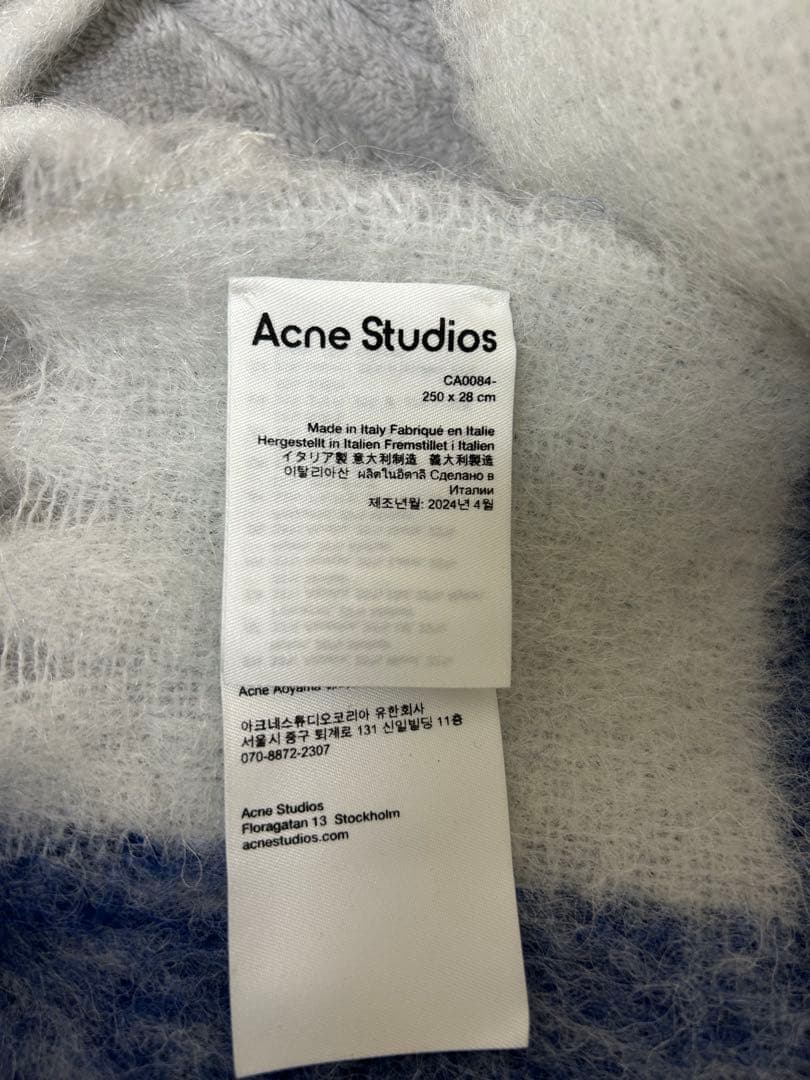 Acne Studios
CA0084-
250 x 28 cm
Made in Italy Fabriqué en Italie
Hergestellt in Italien Fremstillet i Italien
イタリア製 意大利制造 義大利製造
이탈리아산 ผลิตในอิตาลี Сделано в
Италии
제조년월: 2024년 4월
Acne Aoyama
아크네스튜디오코리아 유한회사
서울시 중구 퇴계로 131 신일빌딩 11층
070-8872-2307
Acne Studios
Floragatan 13 Stockholm
acnestudios.com